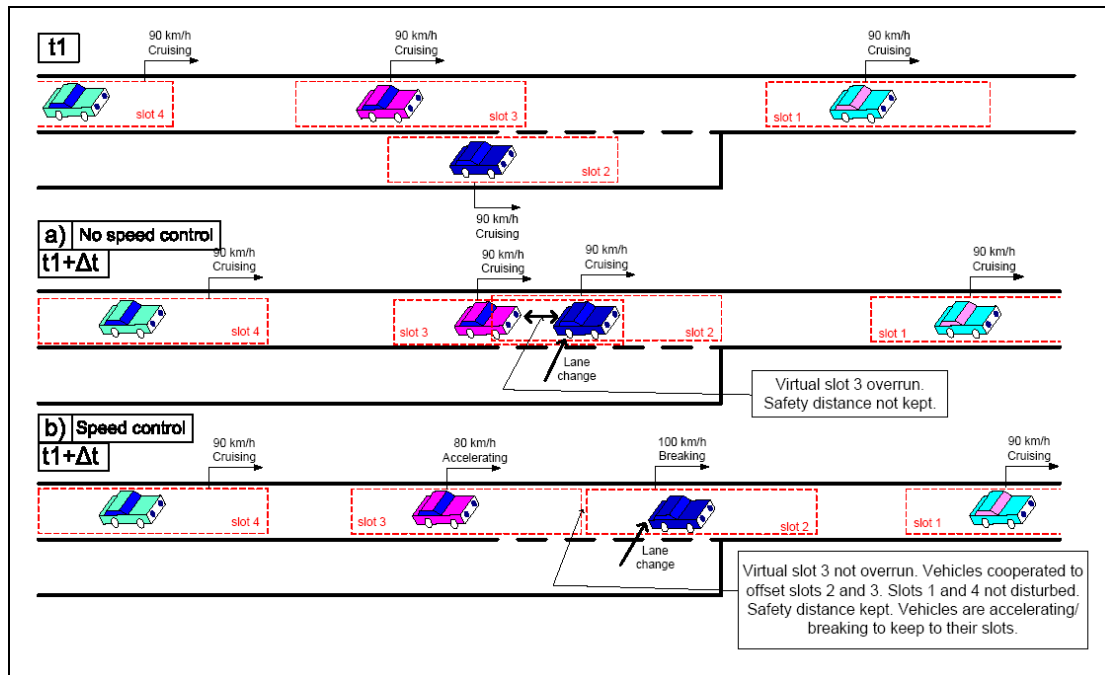 t1
90 km/h
Cruising
90 km/h
Cruising
90 km/h
Cruising
slot 4
slot 3
slot 1
slot 2
90 km/h
Cruising
a) No speed control
t1+Δt
90 km/h
Cruising
90 km/h
Cruising
90 km/h
Cruising
90 km/h
Cruising
slot 4
slot 3
slot 2
slot 1
Lane
change
Virtual slot 3 overrun.
Safety distance not kept.
b) Speed control
t1+Δt
90 km/h
Cruising
80 km/h
Accelerating
100 km/h
Breaking
90 km/h
Cruising
slot 4
slot 3
slot 2
slot 1
Lane
change
Virtual slot 3 not overrun. Vehicles cooperated to
offset slots 2 and 3. Slots 1 and 4 not disturbed.
Safety distance kept. Vehicles are accelerating/
breaking to keep to their slots.